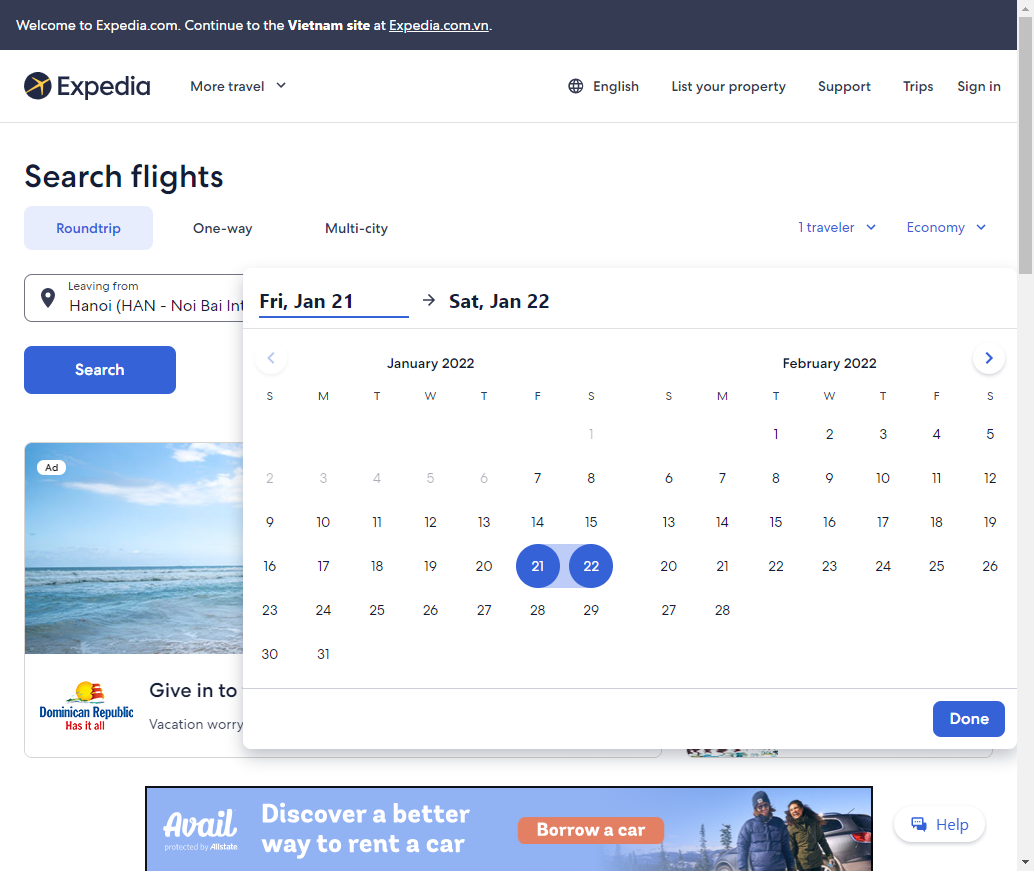 Welcome to Expedia.com. Continue to the Vietnam site at Expedia.com.vn.
Expedia
More travel
English
List your property
Support
Trips
Sign in
Search flights
Roundtrip
One-way
Multi-city
1 traveler
Economy
Leaving from
Hanoi (HAN - Noi Bai Int
Fri, Jan 21
Sat, Jan 22
Search
January 2022
S M T W T F S
1
2 3 4 5 6 7 8
9 10 11 12 13 14 15
16 17 18 19 20 21 22
23 24 25 26 27 28 29
30 31
February 2022
S M T W T F S
1 2 3 4 5
6 7 8 9 10 11 12
13 14 15 16 17 18 19
20 21 22 23 24 25 26
27 28
Done
Ad
Dominican Republic
Has it all
Give in to
Vacation worry
Avail
protected by Allstate
Discover a better
way to rent a car
Borrow a car
Help